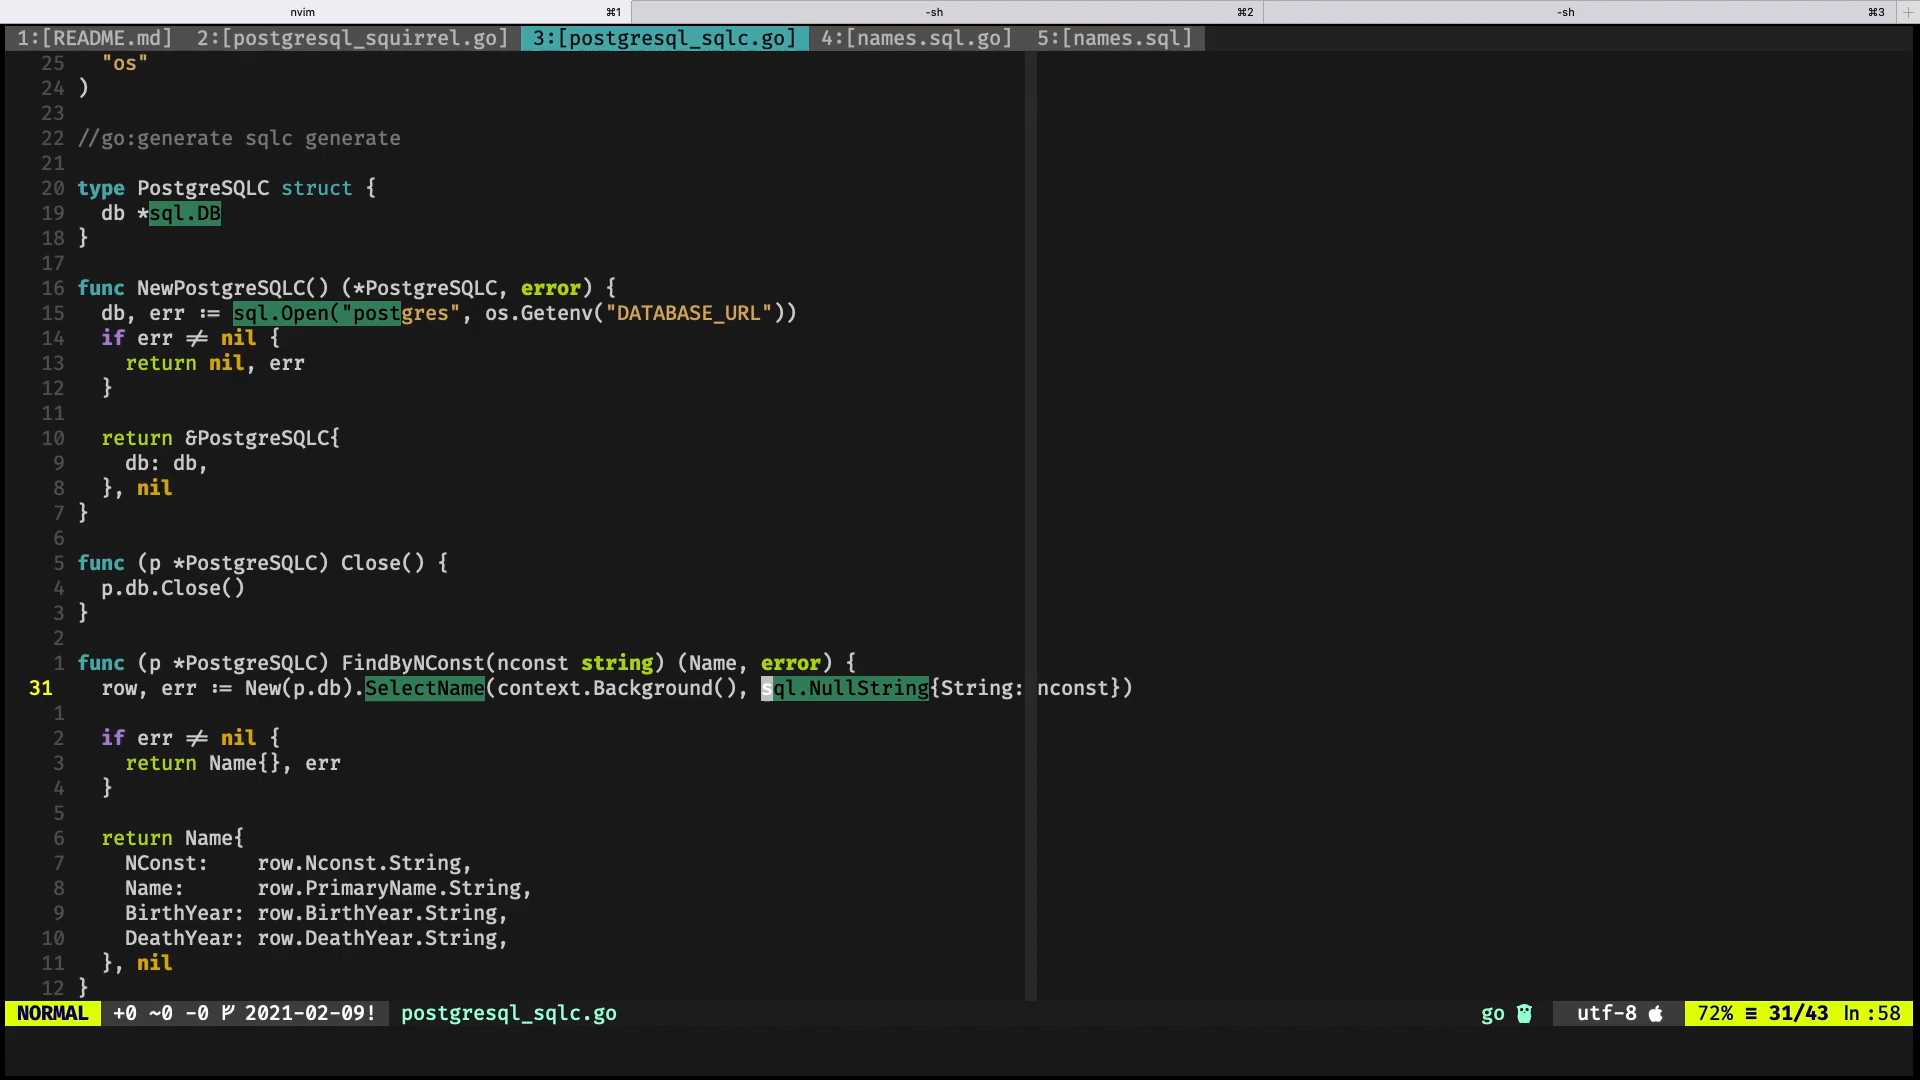 nvim ⌘1 -sh ⌘2 -sh ⌘3 +
1:[README.md] 2:[postgresql_squirrel.go] 3:[postgresql_sqlc.go] 4:[names.sql.go] 5:[names.sql]
25 "os"
24 )
23
22 //go:generate sqlc generate
21
20 type PostgreSQLC struct {
19 db *sql.DB
18 }
17
16 func NewPostgreSQLC() (*PostgreSQLC, error) {
15 db, err := sql.Open("postgres", os.Getenv("DATABASE_URL"))
14 if err ≠ nil {
13 return nil, err
12 }
11
10 return &PostgreSQLC{
9 db: db,
8 }, nil
7 }
6
5 func (p *PostgreSQLC) Close() {
4 p.db.Close()
3 }
2
1 func (p *PostgreSQLC) FindByNConst(nconst string) (Name, error) {
31 row, err := New(p.db).SelectName(context.Background(), sql.NullString{String: nconst})
1
2 if err ≠ nil {
3 return Name{}, err
4 }
5
6 return Name{
7 NConst: row.Nconst.String,
8 Name: row.PrimaryName.String,
9 BirthYear: row.BirthYear.String,
10 DeathYear: row.DeathYear.String,
11 }, nil
12 }
NORMAL +0 ~0 -0 2021-02-09! postgresql_sqlc.go go utf-8 72% ≡ 31/43 ln :58